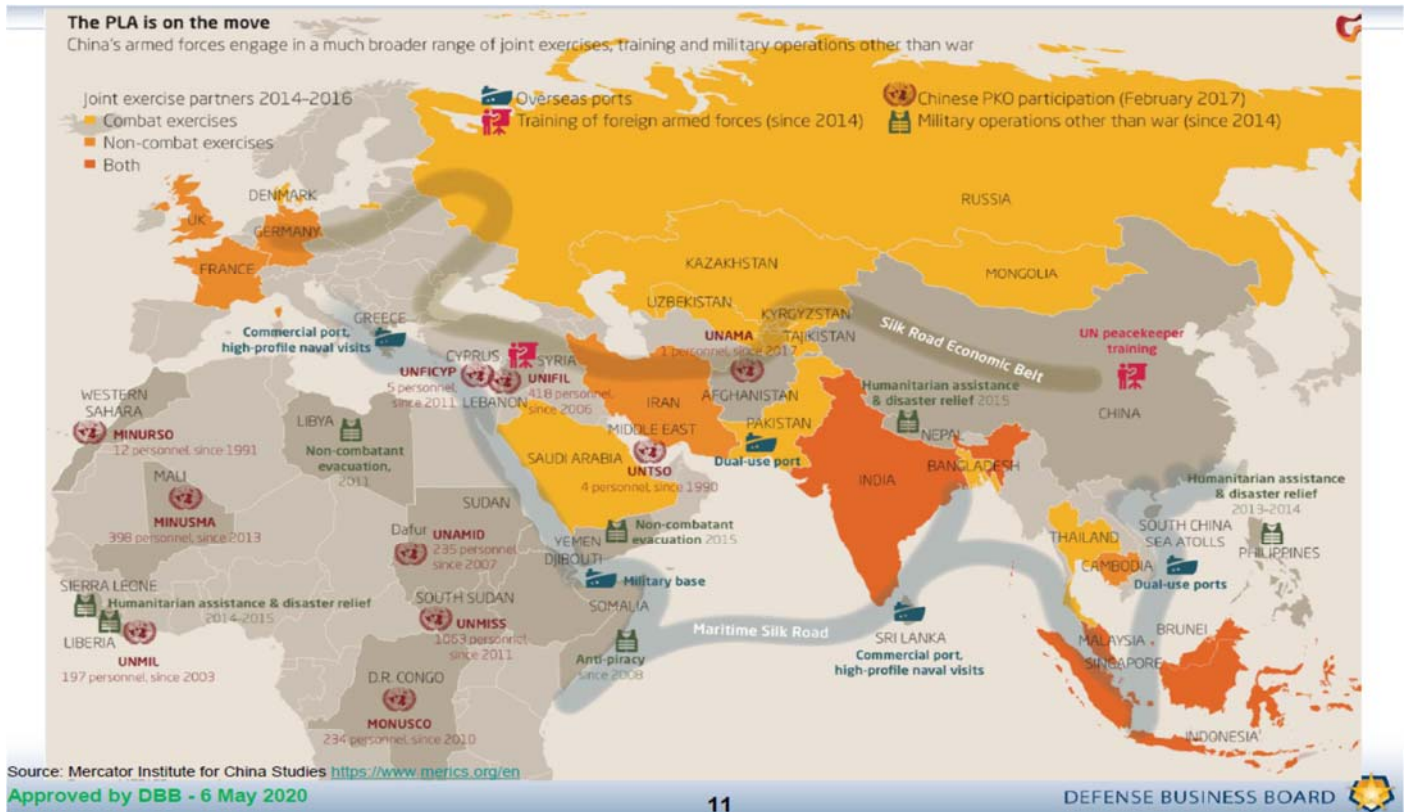 The PLA is on the move
China's armed forces engage in a much broader range of joint exercises, training and military operations other than war
Joint exercise partners 2014–2016
Combat exercises
Non-combat exercises
Both
Overseas ports
Training of foreign armed forces (since 2014)
Chinese PKO participation (February 2017)
Military operations other than war (since 2014)
DENMARK
UK
GERMANY
FRANCE
RUSSIA
KAZAKHSTAN
MONGOLIA
UZBEKISTAN
KYRGYZSTAN
TAJIKISTAN
Silk Road Economic Belt
UN peacekeeper
training
CHINA
GREECE
Commercial port,
high-profile naval visits
CYPRUS
SYRIA
UNFICYP
5 personnel,
since 2011
UNIFIL
418 personnel,
since 2006
LEBANON
UNAMA
1 personnel, since 2017
AFGHANISTAN
IRAN
PAKISTAN
Dual-use port
Humanitarian assistance
& disaster relief 2015
NEPAL
BANGLADESH
INDIA
WESTERN
SAHARA
MINURSO
12 personnel, since 1991
LIBYA
Non-combatant
evacuation,
2011
MIDDLE EAST
UNTSO
4 personnel, since 1990
SAUDI ARABIA
MALI
MINUSMA
398 personnel, since 2013
SUDAN
Dafur
UNAMID
235 personnel
since 2007
YEMEN
Non-combatant
evacuation 2015
DJIBOUTI
Military base
SOMALIA
Anti-piracy
since 2008
SIERRA LEONE
Humanitarian assistance & disaster relief
2014–2015
LIBERIA
UNMIL
197 personnel, since 2003
SOUTH SUDAN
UNMISS
1063 personnel,
since 2011
D.R. CONGO
MONUSCO
234 personnel, since 2010
Maritime Silk Road
SRI LANKA
Commercial port,
high-profile naval visits
Humanitarian assistance
& disaster relief
2013–2014
PHILIPPINES
THAILAND
CAMBODIA
SOUTH CHINA
SEA ATOLLS
Dual-use ports
MALAYSIA
BRUNEI
SINGAPORE
INDONESIA
Source: Mercator Institute for China Studies https://www.merics.org/en
Approved by DBB - 6 May 2020
11
DEFENSE BUSINESS BOARD